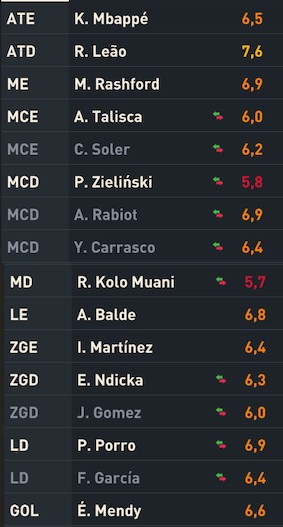 ATE K. Mbappé 6,5
ATD R. Leão 7,6
ME M. Rashford 6,9
MCE A. Talisca 6,0
MCE C. Soler 6,2
MCD P. Zieliński 5,8
MCD A. Rabiot 6,9
MCD Y. Carrasco 6,4
MD R. Kolo Muani 5,7
LE A. Balde 6,8
ZGE I. Martínez 6,4
ZGD E. Ndicka 6,3
ZGD J. Gomez 6,0
LD P. Porro 6,9
LD F. García 6,4
GOL É. Mendy 6,6